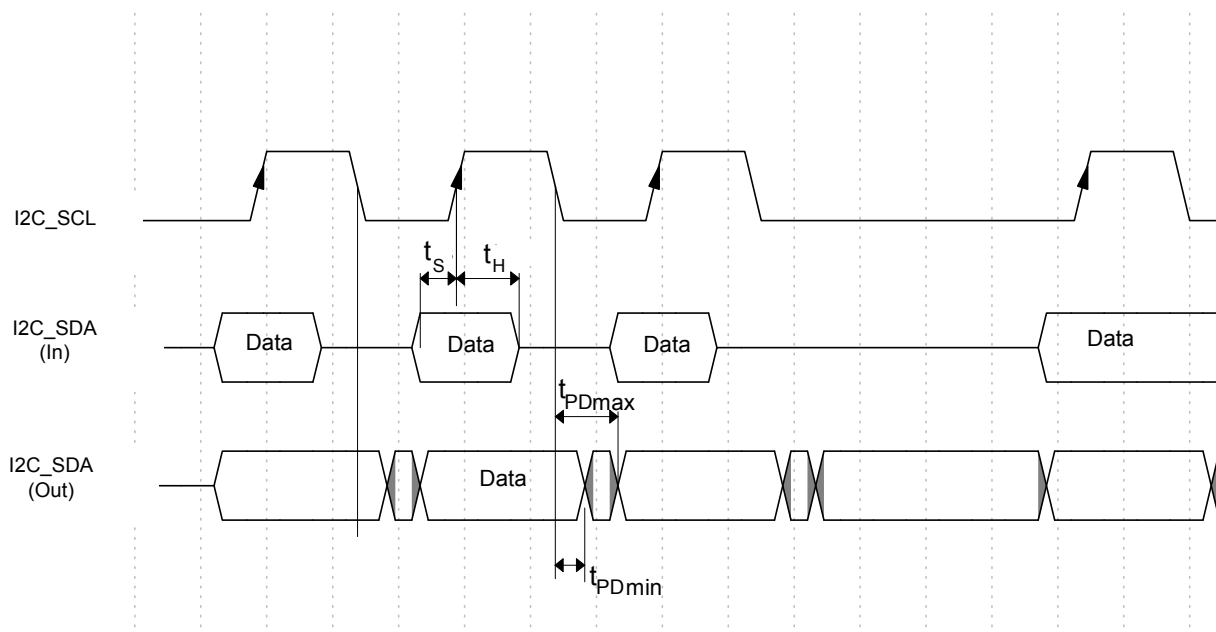 I2C_SCL
tS
tH
I2C_SDA
(In)
Data
Data
Data
Data
tPDmax
I2C_SDA
(Out)
Data
tPDmin